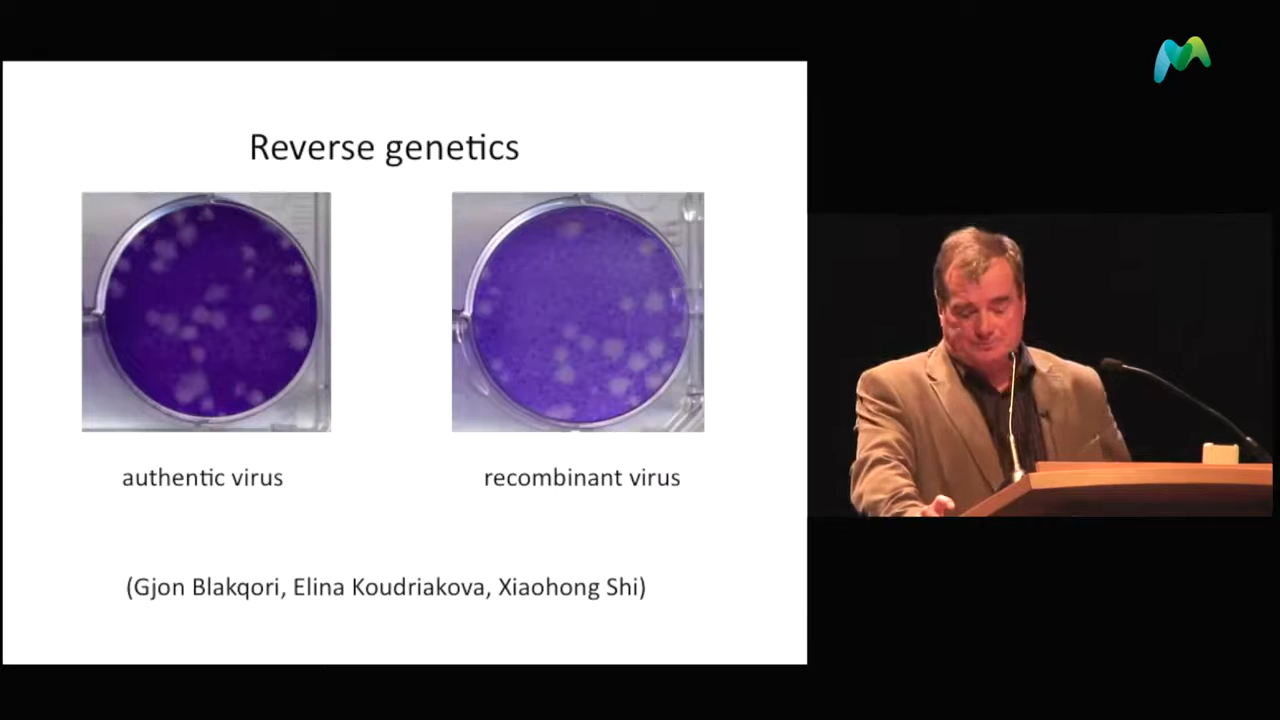 Reverse genetics
authentic virus
recombinant virus
(Gjon Blakqori, Elina Koudriakova, Xiaohong Shi)